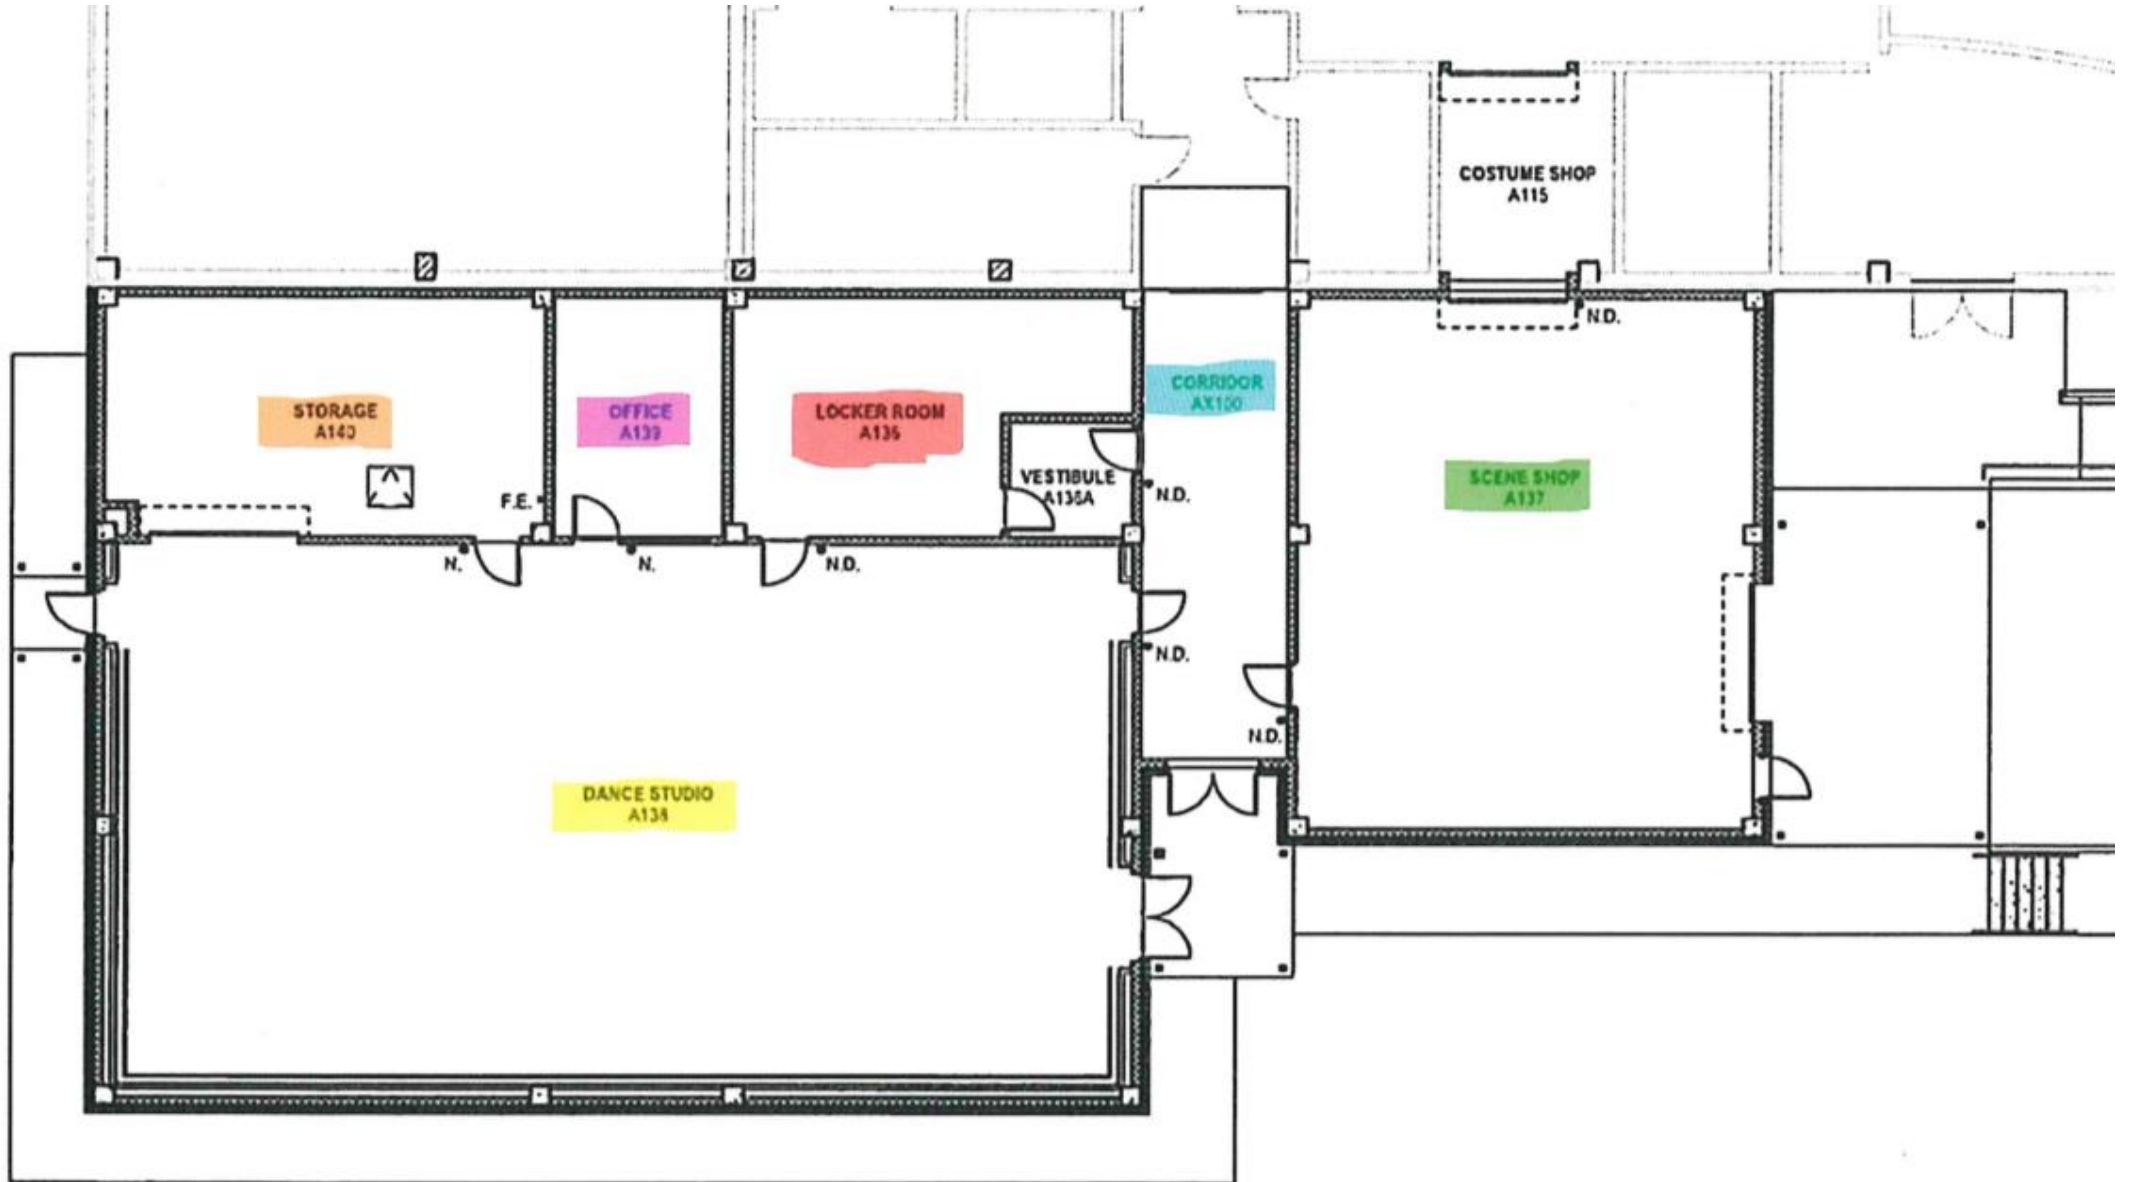 COSTUME SHOP
A115
N.D.
CORRIDOR
AX100
STORAGE
A140
OFFICE
A139
LOCKER ROOM
A136
VESTIBULE
A136A
SCENE SHOP
A137
F.E.
N.D.
N.
N.
N.D.
N.D.
N.D.
DANCE STUDIO
A138